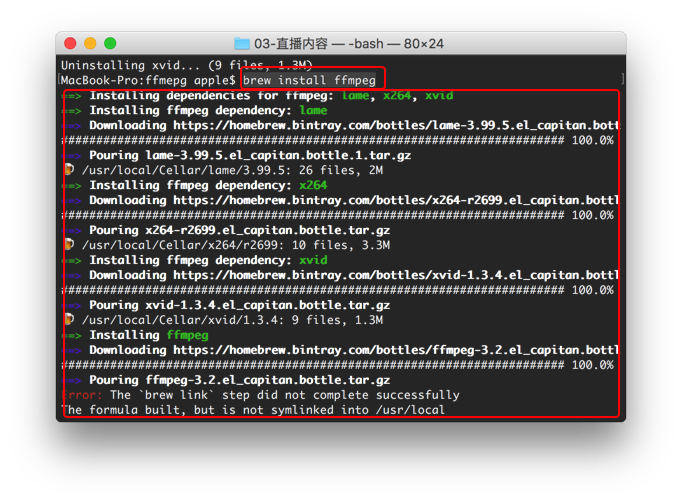 03-直播内容 — -bash — 80×24
Uninstalling xvid... (9 files, 1.3M)
[MacBook-Pro:ffmepg apple$ brew install ffmpeg ]
==> Installing dependencies for ffmpeg: lame, x264, xvid
==> Installing ffmpeg dependency: lame
==> Downloading https://homebrew.bintray.com/bottles/lame-3.99.5.el_capitan.bott
######################################################################## 100.0%
==> Pouring lame-3.99.5.el_capitan.bottle.1.tar.gz
🍺 /usr/local/Cellar/lame/3.99.5: 26 files, 2M
==> Installing ffmpeg dependency: x264
==> Downloading https://homebrew.bintray.com/bottles/x264-r2699.el_capitan.bottl
######################################################################## 100.0%
==> Pouring x264-r2699.el_capitan.bottle.tar.gz
🍺 /usr/local/Cellar/x264/r2699: 10 files, 3.3M
==> Installing ffmpeg dependency: xvid
==> Downloading https://homebrew.bintray.com/bottles/xvid-1.3.4.el_capitan.bottl
######################################################################## 100.0%
==> Pouring xvid-1.3.4.el_capitan.bottle.tar.gz
🍺 /usr/local/Cellar/xvid/1.3.4: 9 files, 1.3M
==> Installing ffmpeg
==> Downloading https://homebrew.bintray.com/bottles/ffmpeg-3.2.el_capitan.bottl
######################################################################## 100.0%
==> Pouring ffmpeg-3.2.el_capitan.bottle.tar.gz
Error: The `brew link` step did not complete successfully
The formula built, but is not symlinked into /usr/local